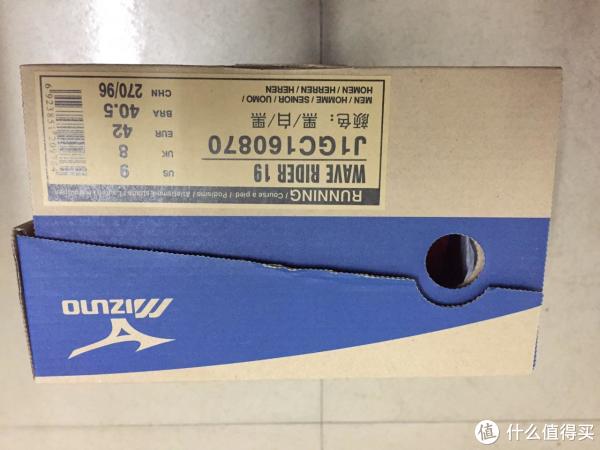 MIZUNO
RUNNING / Course à pied / Podismo /
WAVE RIDER 19
J1GC160870
颜色：黑/白/黑
MEN / HOMME / SENIOR / UOMO /
HOMEN / HERREN / HEREN
US 9
UK 8
EUR 42
BRA 40.5
CHN 270/96
值 什么值得买